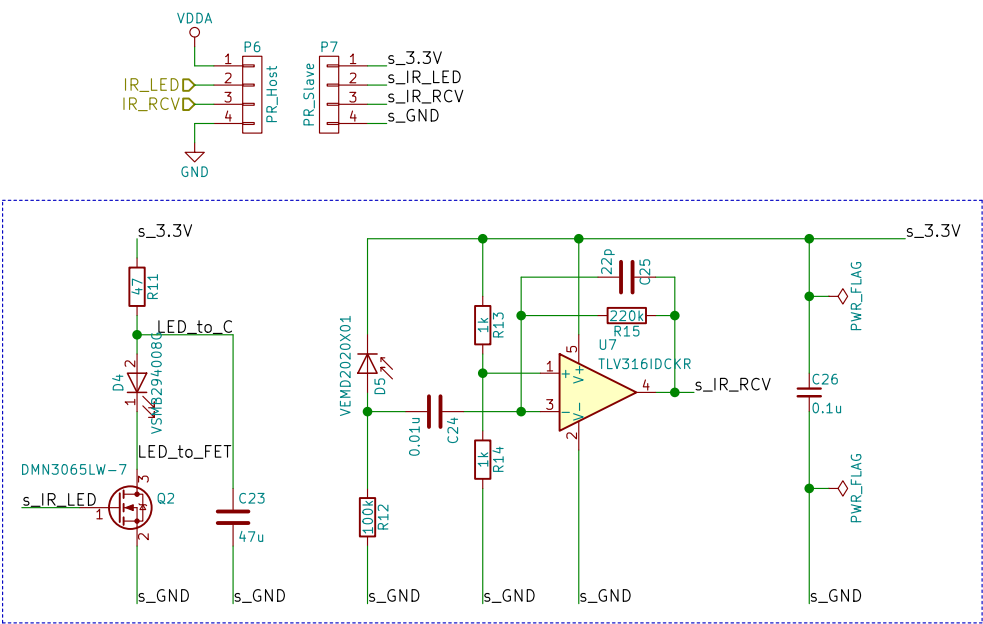 VDDA
P6
P7
1
2
3
4
IR_LED
IR_RCV
PR_Host
PR_Slave
1
2
3
4
s_3.3V
s_IR_LED
s_IR_RCV
s_GND
GND
s_3.3V
s_3.3V
47
R11
LED_to_C
2
D4
1
VSMB294008G
LED_to_FET
DMN3065LW-7
3
s_IR_LED
1
Q2
2
C23
47u
s_GND
s_GND
VEMD2020X01
D5
0.01u
C24
100k
R12
s_GND
1k
R13
1k
R14
s_GND
22p
C25
220k
R15
U7
TLV316IDCKR
5
V+
1
+
3
-
V-
2
4
s_IR_RCV
s_GND
PWR_FLAG
C26
0.1u
PWR_FLAG
s_GND